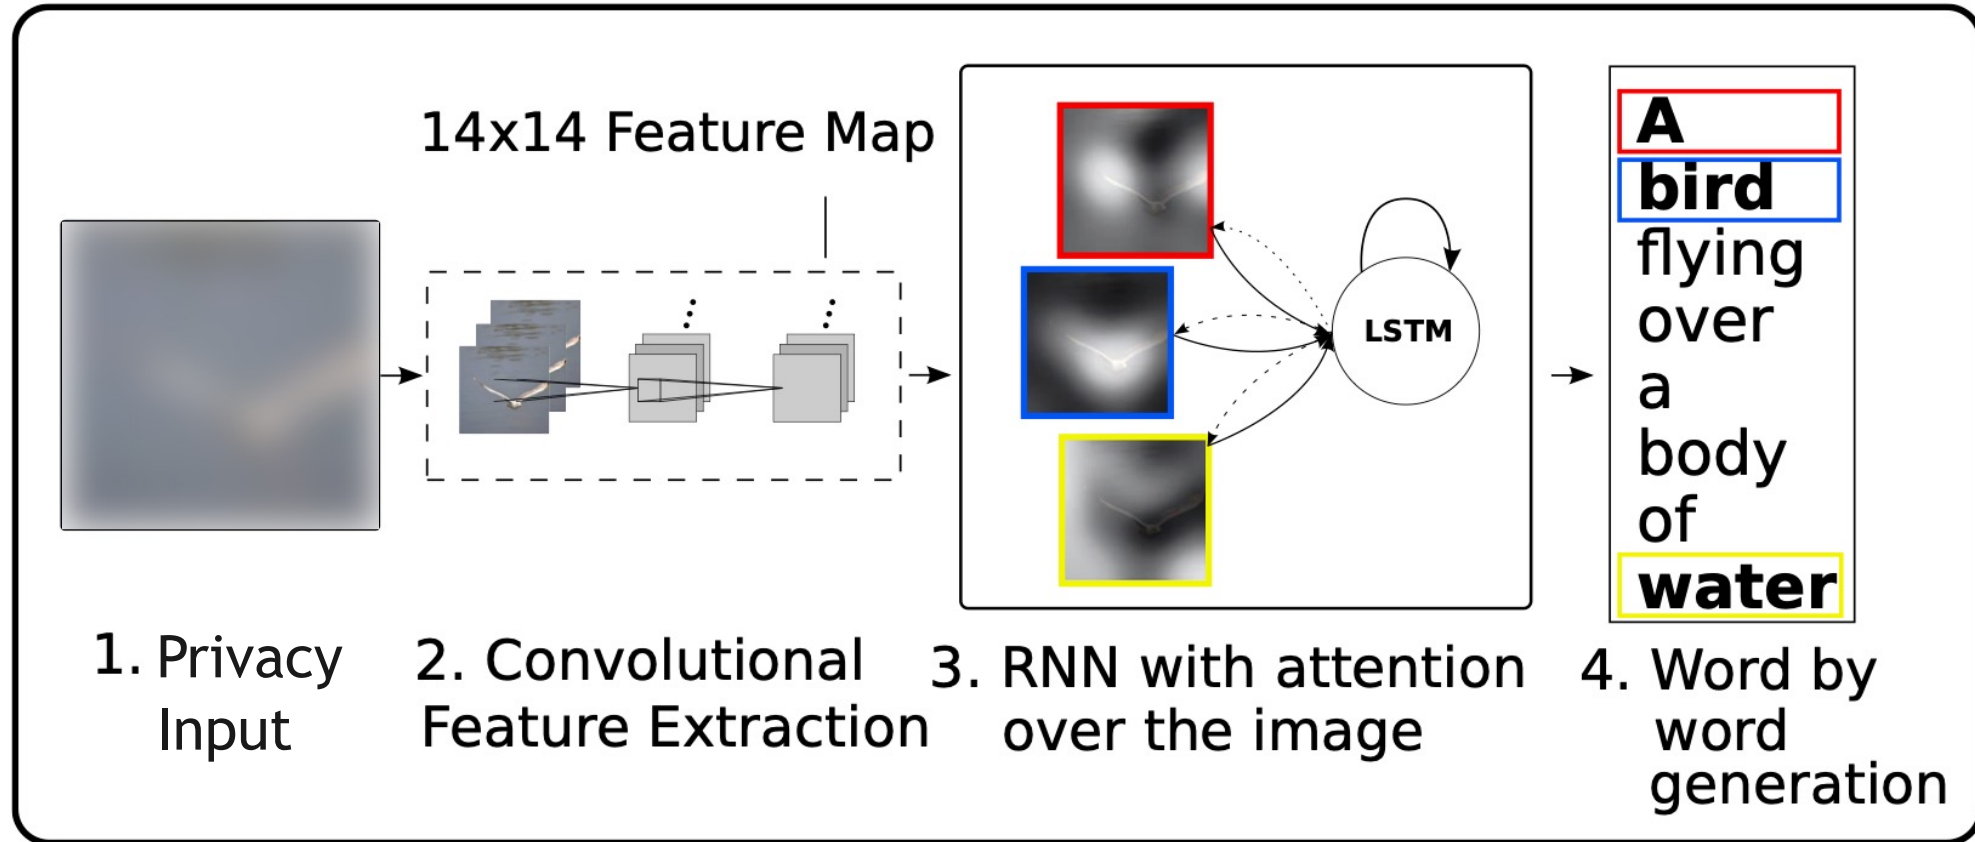 14x14 Feature Map
LSTM
A
bird
flying
over
a
body
of
water
1. Privacy
Input
2. Convolutional
Feature Extraction
3. RNN with attention
over the image
4. Word by
word
generation